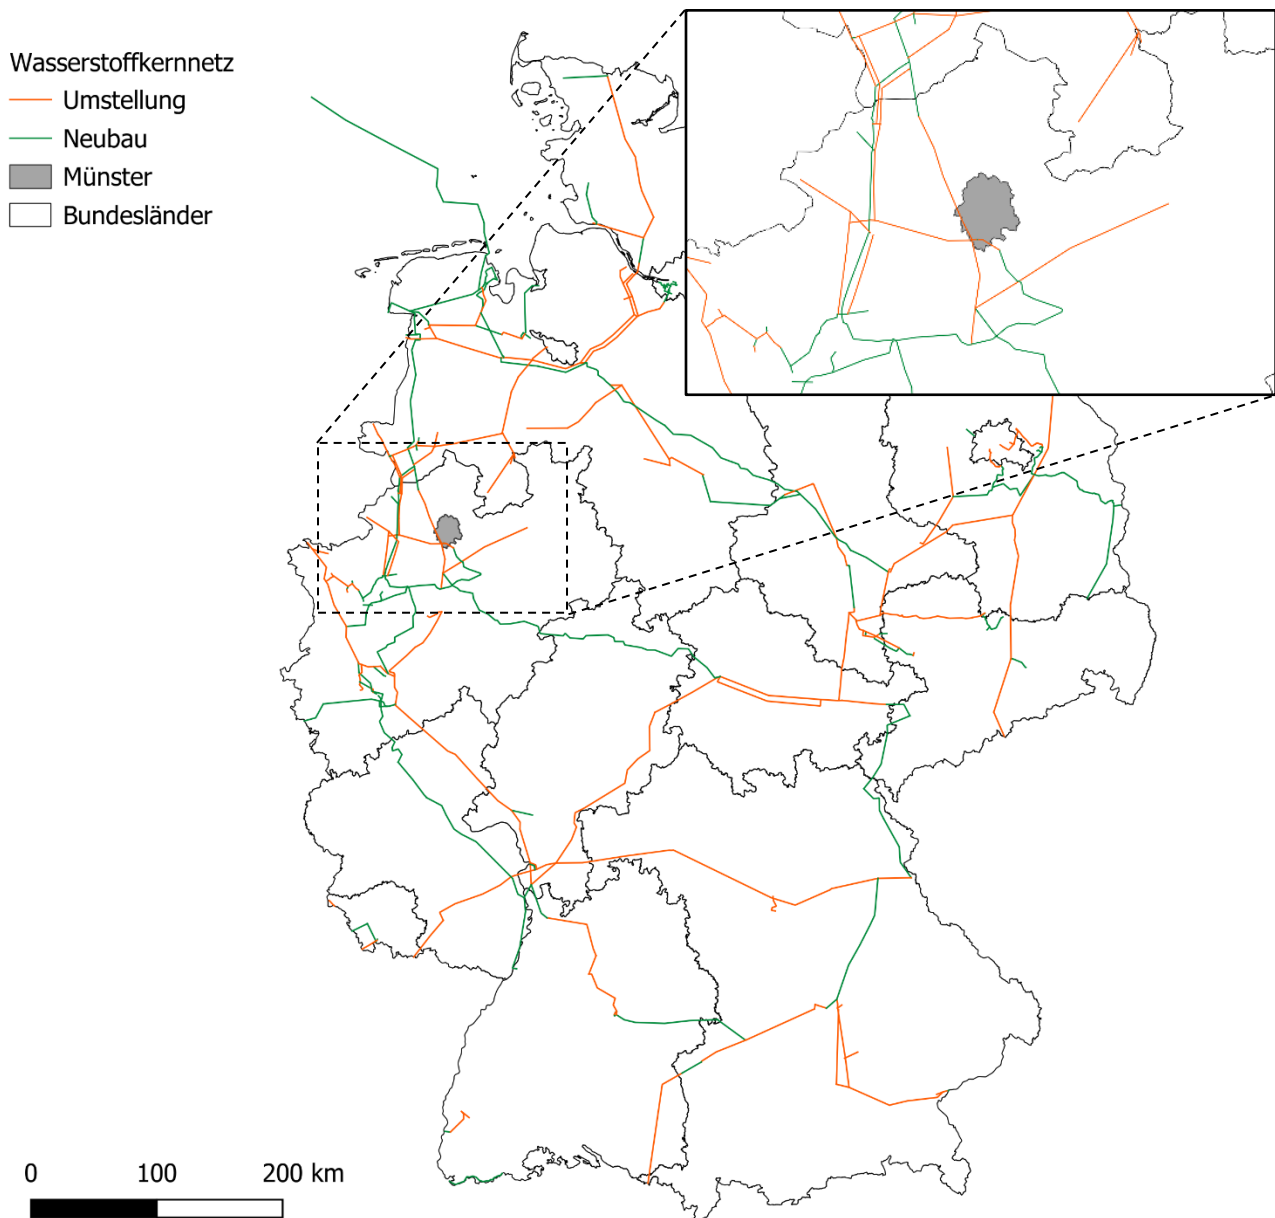 Wasserstoffkernnetz
Umstellung
Neubau
Münster
Bundesländer
0 100 200 km